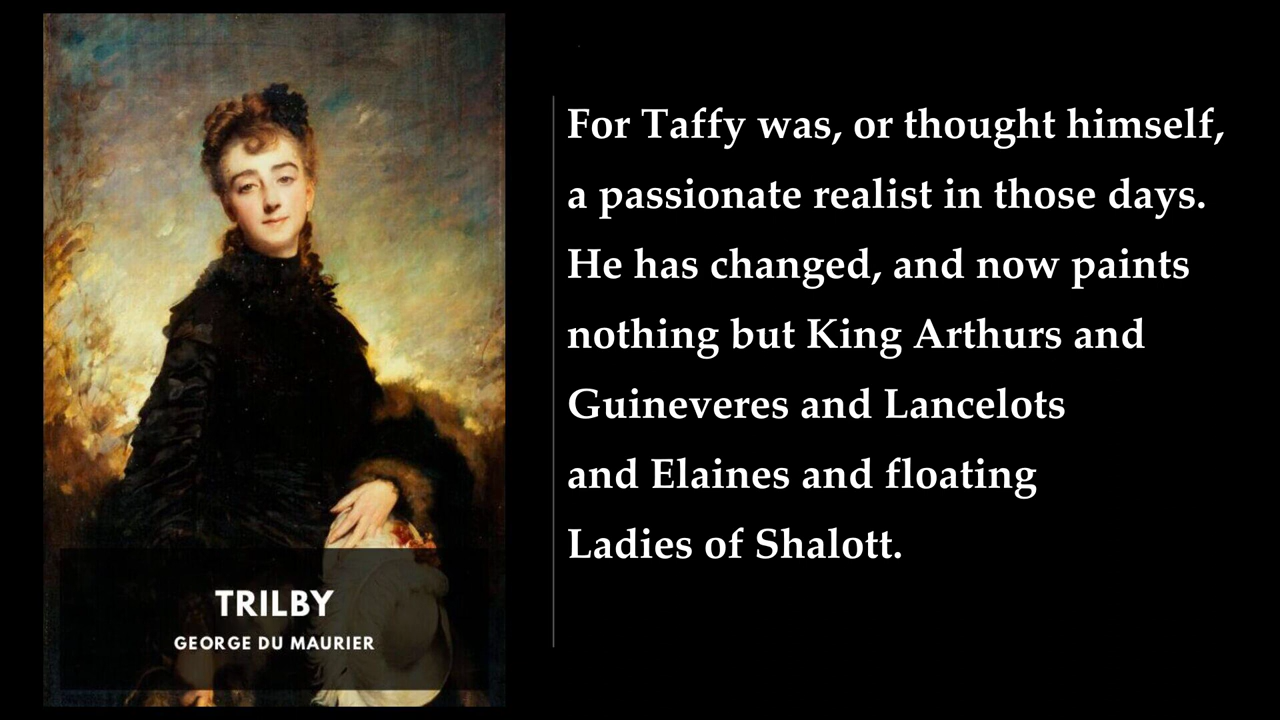 TRILBY
GEORGE DU MAURIER
For Taffy was, or thought himself,
a passionate realist in those days.
He has changed, and now paints
nothing but King Arthurs and
Guineveres and Lancelots
and Elaines and floating
Ladies of Shalott.